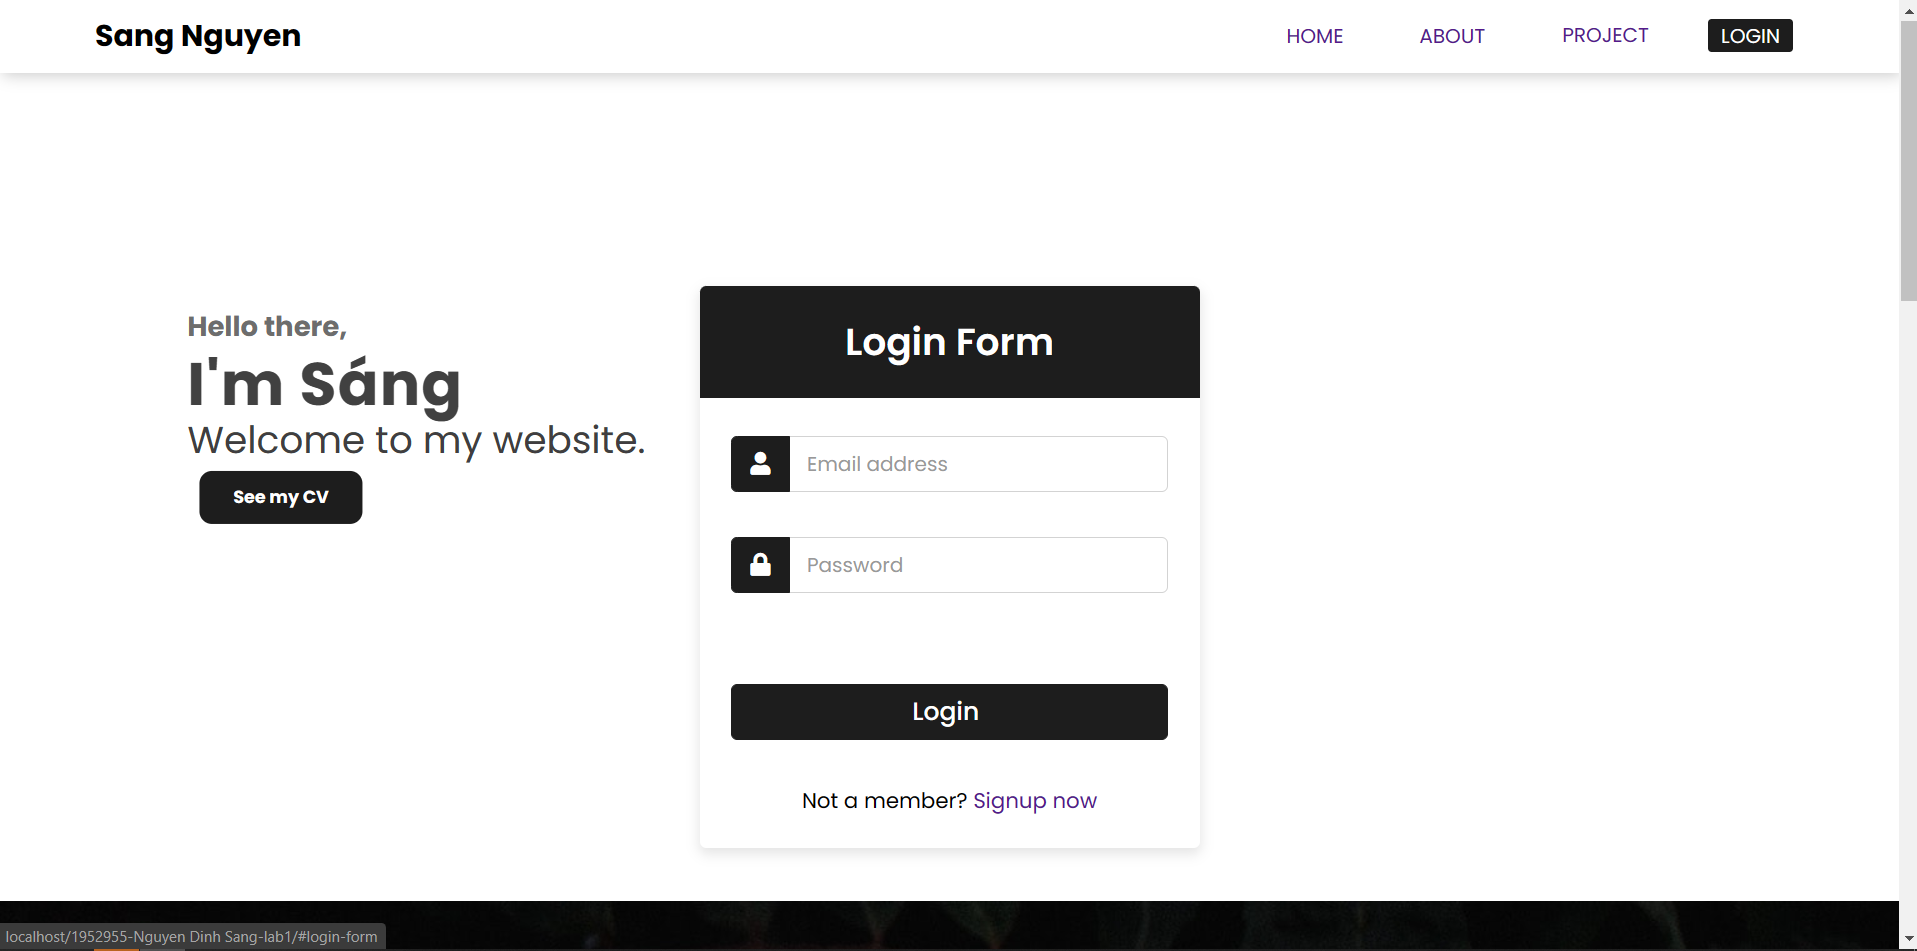 Sang Nguyen
HOME
ABOUT
PROJECT
LOGIN
Hello there,
I'm Sáng
Welcome to my website.
See my CV
Login Form
Email address
Password
Login
Not a member? Signup now
localhost/1952955-Nguyen Dinh Sang-lab1/#login-form